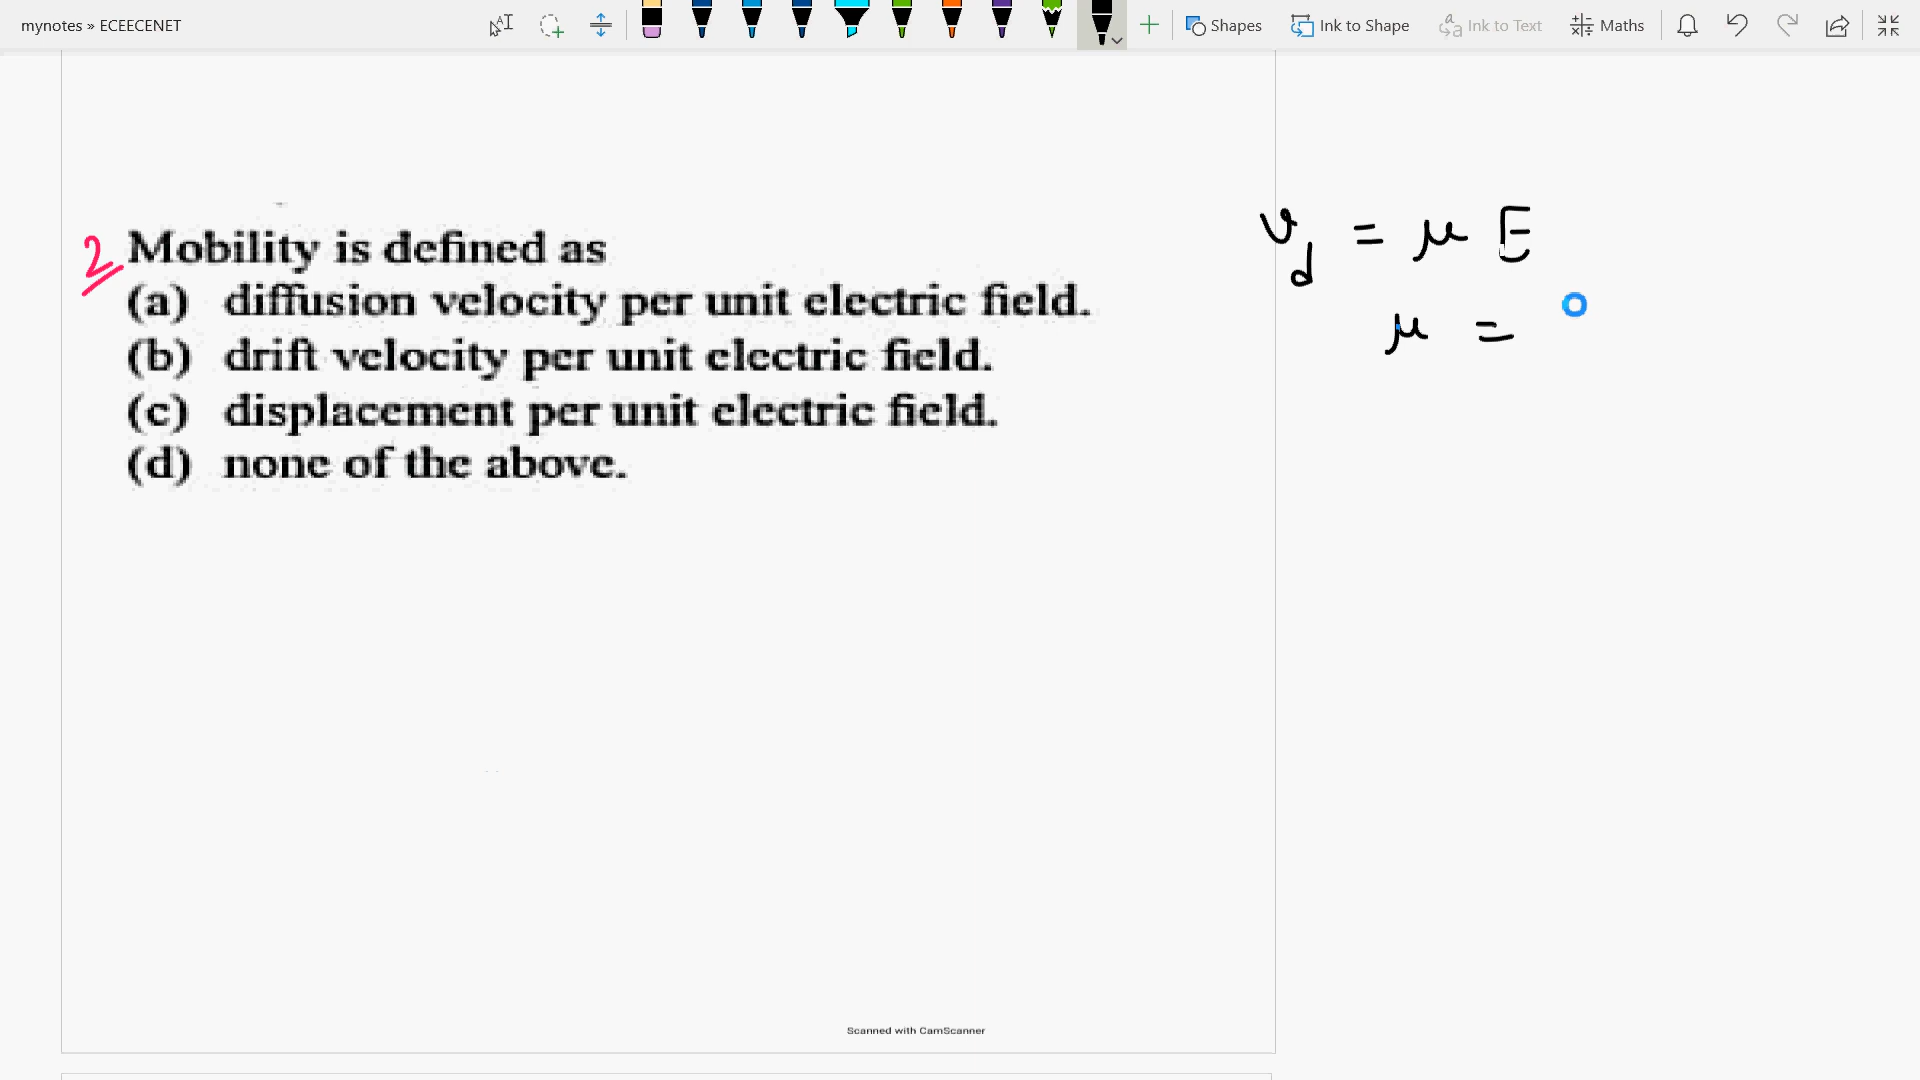 mynotes » ECEECENET
Shapes
Ink to Shape
Ink to Text
Maths
2 Mobility is defined as
(a) diffusion velocity per unit electric field.
(b) drift velocity per unit electric field.
(c) displacement per unit electric field.
(d) none of the above.
v_d = μ E
μ =
Scanned with CamScanner